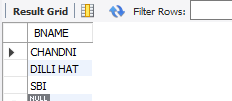 Result Grid Filter Rows:
BNAME
CHANDNI
DILLI HAT
SBI
NULL